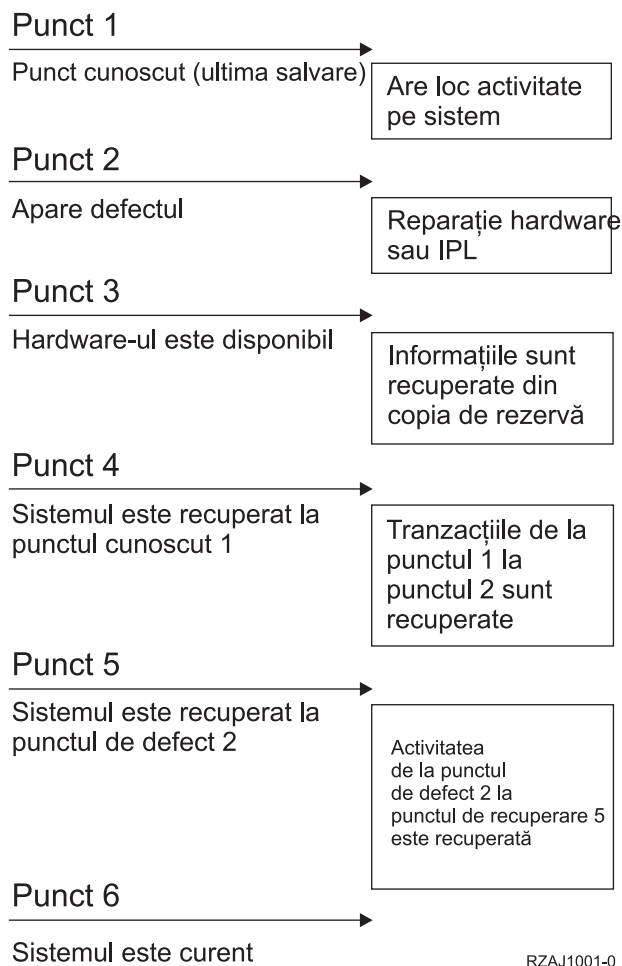 Punct 1
Punct cunoscut (ultima salvare)
Are loc activitate
pe sistem
Punct 2
Apare defectul
Reparație hardware
sau IPL
Punct 3
Hardware-ul este disponibil
Informațiile sunt
recuperate din
copia de rezervă
Punct 4
Sistemul este recuperat la
punctul cunoscut 1
Tranzacțiile de la
punctul 1 la
punctul 2 sunt
recuperate
Punct 5
Sistemul este recuperat la
punctul de defect 2
Activitatea
de la punctul
de defect 2 la
punctul de recuperare 5
este recuperată
Punct 6
Sistemul este curent
RZAJ1001-0